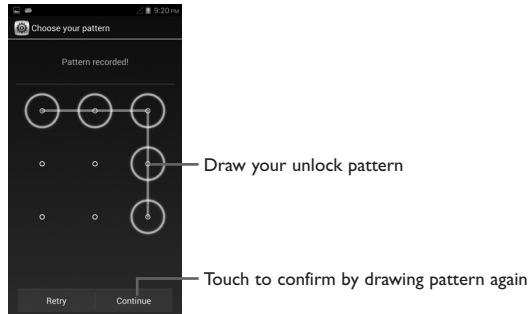 9:20 PM
Choose your pattern
Pattern recorded!
Draw your unlock pattern
Touch to confirm by drawing pattern again
Retry
Continue